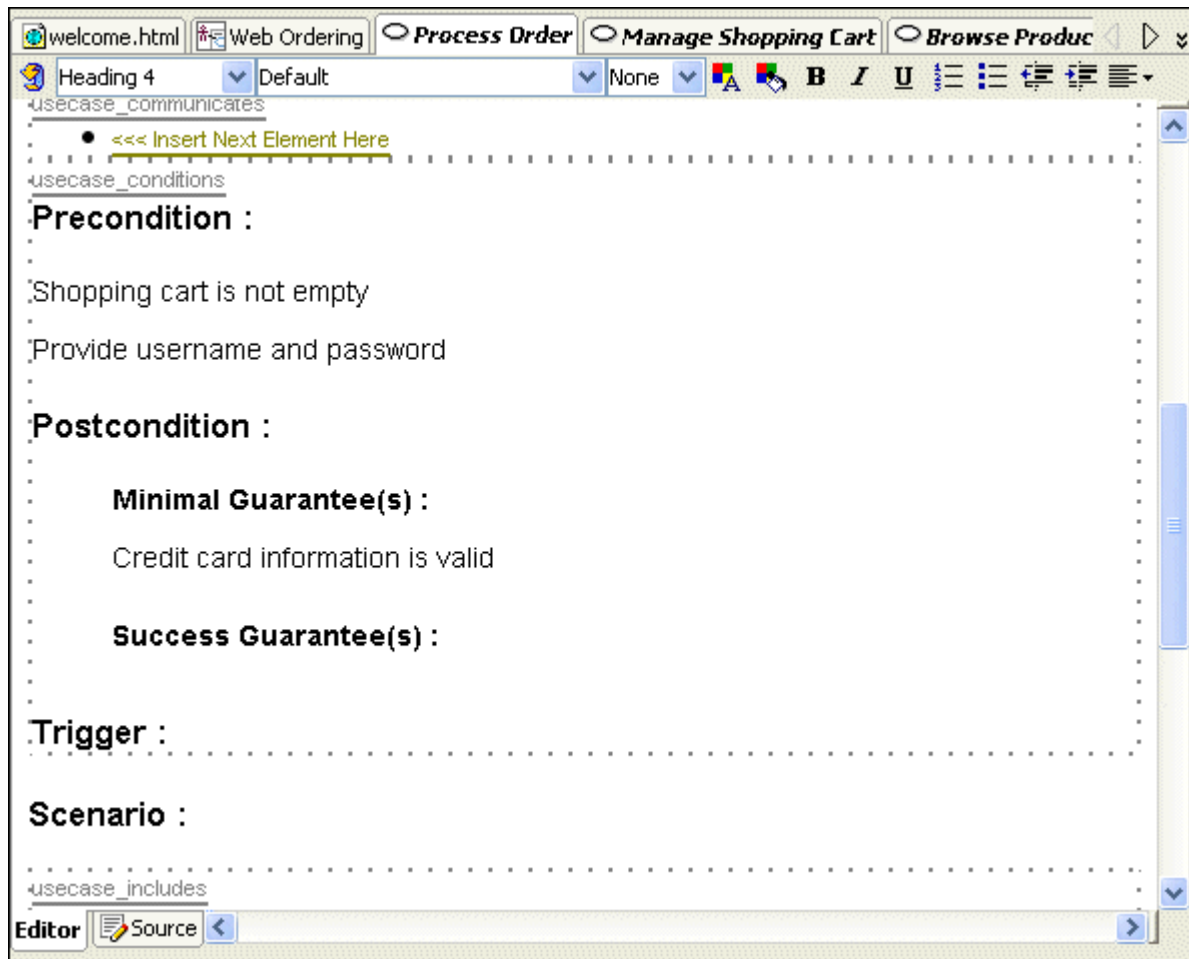 welcome.html Web Ordering Process Order Manage Shopping Cart Browse Produc
Heading 4 Default None A B I U
usecase_communicates
<<< Insert Next Element Here
usecase_conditions
Precondition :
Shopping cart is not empty
Provide username and password
Postcondition :
Minimal Guarantee(s) :
Credit card information is valid
Success Guarantee(s) :
Trigger :
Scenario :
usecase_includes
Editor Source